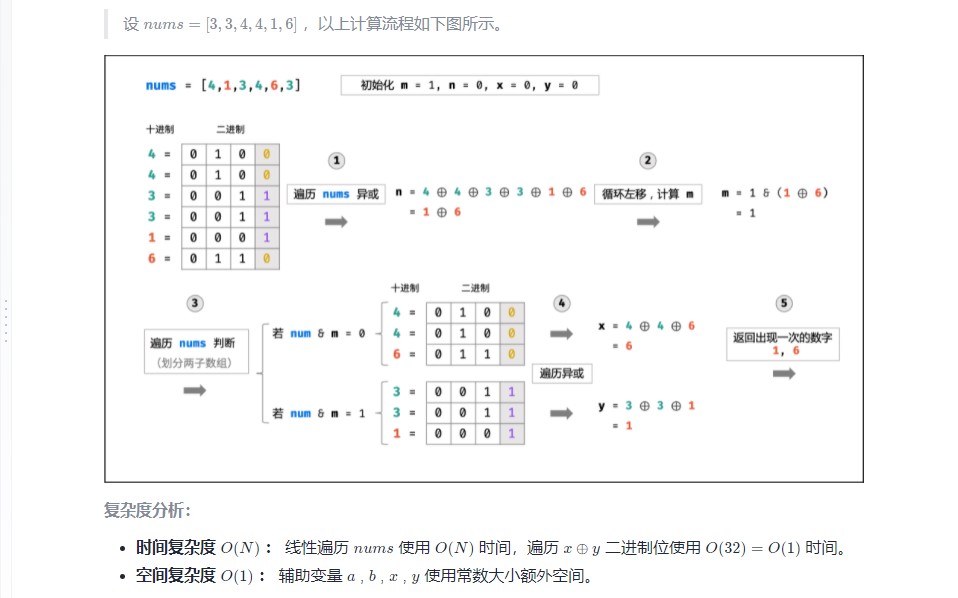 设 nums = [3, 3, 4, 4, 1, 6] ，以上计算流程如下图所示。
nums = [4,1,3,4,6,3]
初始化 m = 1, n = 0, x = 0, y = 0
十进制 二进制
4 = 0 1 0 0
4 = 0 1 0 0
3 = 0 0 1 1
3 = 0 0 1 1
1 = 0 0 0 1
6 = 0 1 1 0
1
遍历 nums 异或
n = 4 ⊕ 4 ⊕ 3 ⊕ 3 ⊕ 1 ⊕ 6
= 1 ⊕ 6
2
循环左移，计算 m
m = 1 & (1 ⊕ 6)
= 1
3
遍历 nums 判断
(划分两子数组)
若 num & m = 0
若 num & m = 1
十进制 二进制
4 = 0 1 0 0
4 = 0 1 0 0
6 = 0 1 1 0
3 = 0 0 1 1
3 = 0 0 1 1
1 = 0 0 0 1
4
遍历异或
x = 4 ⊕ 4 ⊕ 6
= 6
y = 3 ⊕ 3 ⊕ 1
= 1
5
返回出现一次的数字
1, 6
复杂度分析：
• 时间复杂度 O(N) ： 线性遍历 nums 使用 O(N) 时间，遍历 x ⊕ y 二进制位使用 O(32) = O(1) 时间。
• 空间复杂度 O(1) ： 辅助变量 a , b , x , y 使用常数大小额外空间。